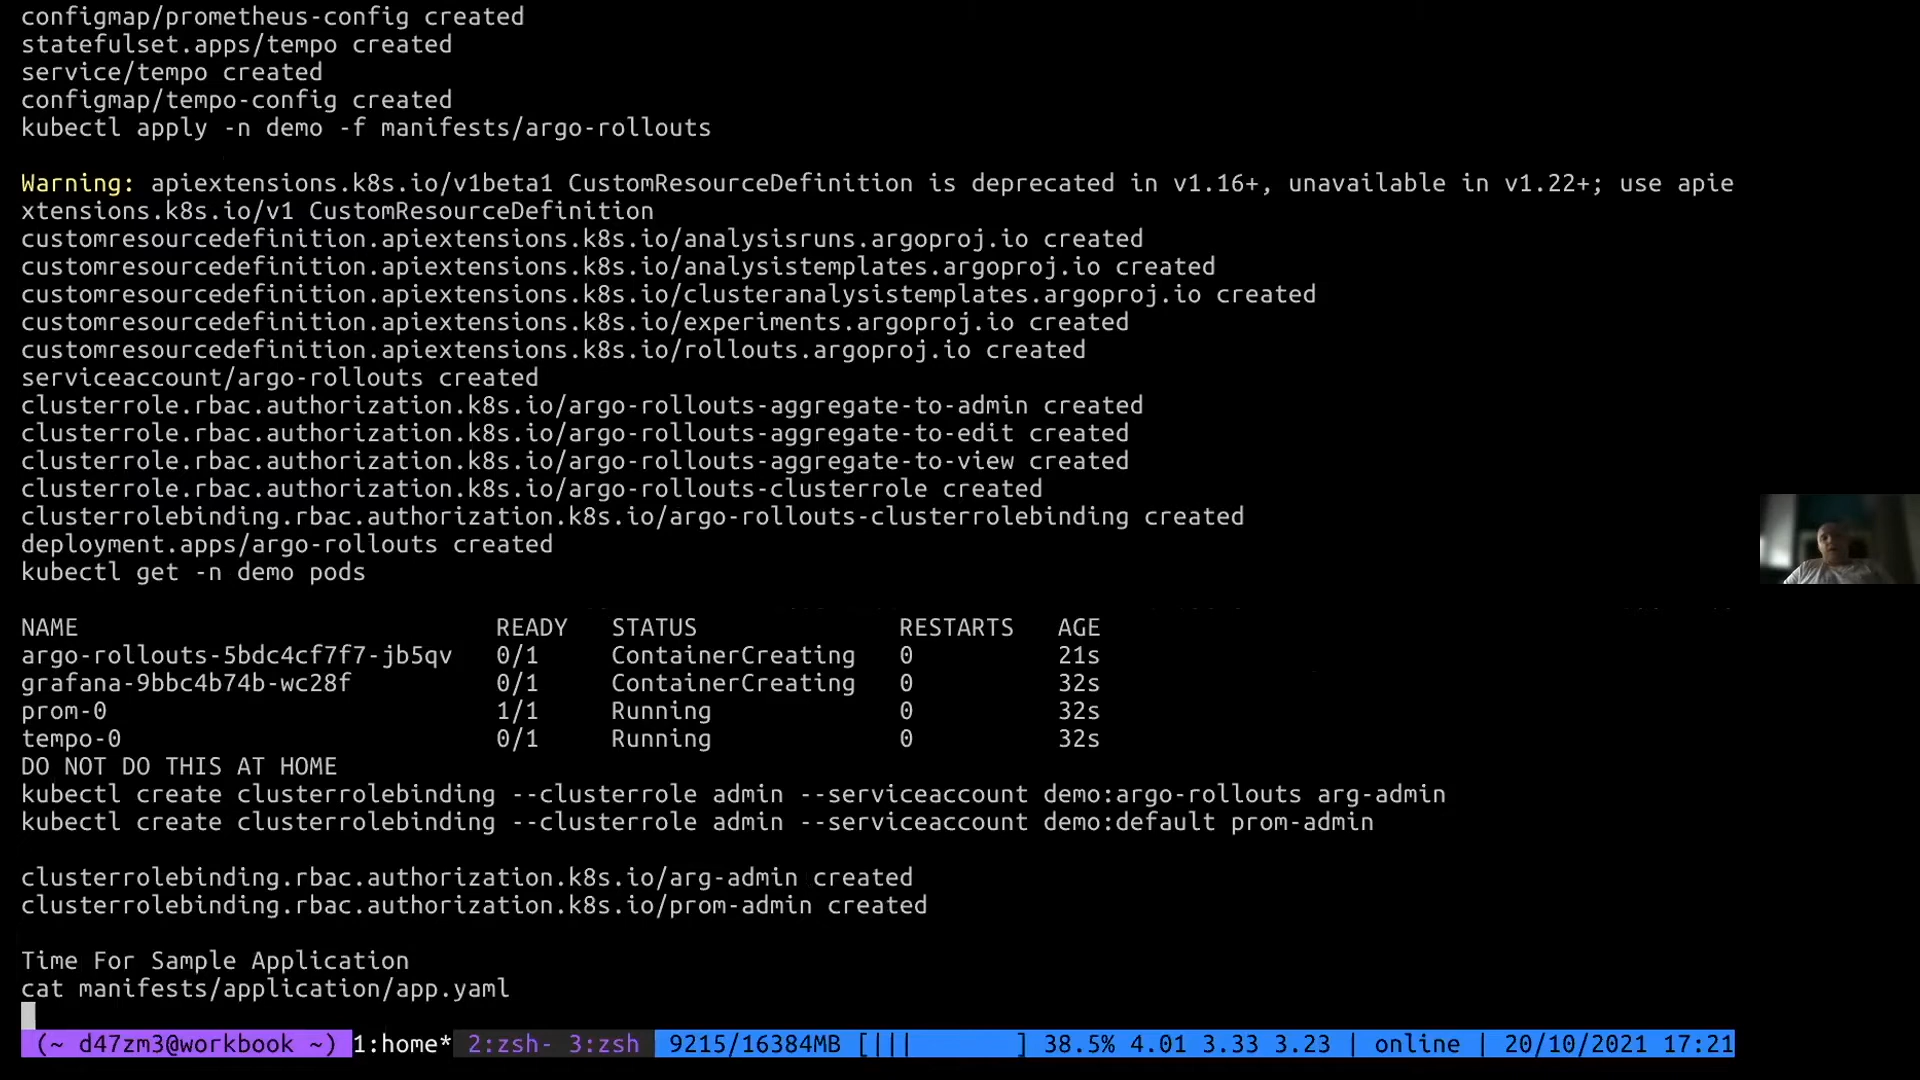 configmap/prometheus-config created
statefulset.apps/tempo created
service/tempo created
configmap/tempo-config created
kubectl apply -n demo -f manifests/argo-rollouts
Warning: apiextensions.k8s.io/v1beta1 CustomResourceDefinition is deprecated in v1.16+, unavailable in v1.22+; use apie
xtensions.k8s.io/v1 CustomResourceDefinition
customresourcedefinition.apiextensions.k8s.io/analysisruns.argoproj.io created
customresourcedefinition.apiextensions.k8s.io/analysistemplates.argoproj.io created
customresourcedefinition.apiextensions.k8s.io/clusteranalysistemplates.argoproj.io created
customresourcedefinition.apiextensions.k8s.io/experiments.argoproj.io created
customresourcedefinition.apiextensions.k8s.io/rollouts.argoproj.io created
serviceaccount/argo-rollouts created
clusterrole.rbac.authorization.k8s.io/argo-rollouts-aggregate-to-admin created
clusterrole.rbac.authorization.k8s.io/argo-rollouts-aggregate-to-edit created
clusterrole.rbac.authorization.k8s.io/argo-rollouts-aggregate-to-view created
clusterrole.rbac.authorization.k8s.io/argo-rollouts-clusterrole created
clusterrolebinding.rbac.authorization.k8s.io/argo-rollouts-clusterrolebinding created
deployment.apps/argo-rollouts created
kubectl get -n demo pods
NAME READY STATUS RESTARTS AGE
argo-rollouts-5bdc4cf7f7-jb5qv 0/1 ContainerCreating 0 21s
grafana-9bbc4b74b-wc28f 0/1 ContainerCreating 0 32s
prom-0 1/1 Running 0 32s
tempo-0 0/1 Running 0 32s
DO NOT DO THIS AT HOME
kubectl create clusterrolebinding --clusterrole admin --serviceaccount demo:argo-rollouts arg-admin
kubectl create clusterrolebinding --clusterrole admin --serviceaccount demo:default prom-admin
clusterrolebinding.rbac.authorization.k8s.io/arg-admin created
clusterrolebinding.rbac.authorization.k8s.io/prom-admin created
Time For Sample Application
cat manifests/application/app.yaml
(~ d47zm3@workbook ~) 1:home* 2:zsh- 3:zsh 9215/16384MB [||| ] 38.5% 4.01 3.33 3.23 | online | 20/10/2021 17:21